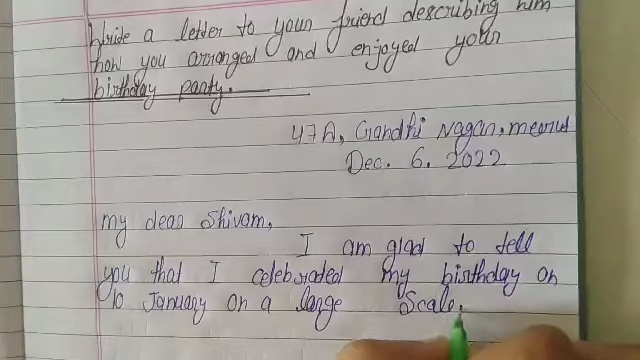 Write a letter to your friend describing him
how you arranged and enjoyed your
birthday party.
47A, Gandhi Nagar, meerut
Dec. 6. 2022
my dear Shivam,
I am glad to tell
you that I celebrated my birthday on
10 January on a large Scale.